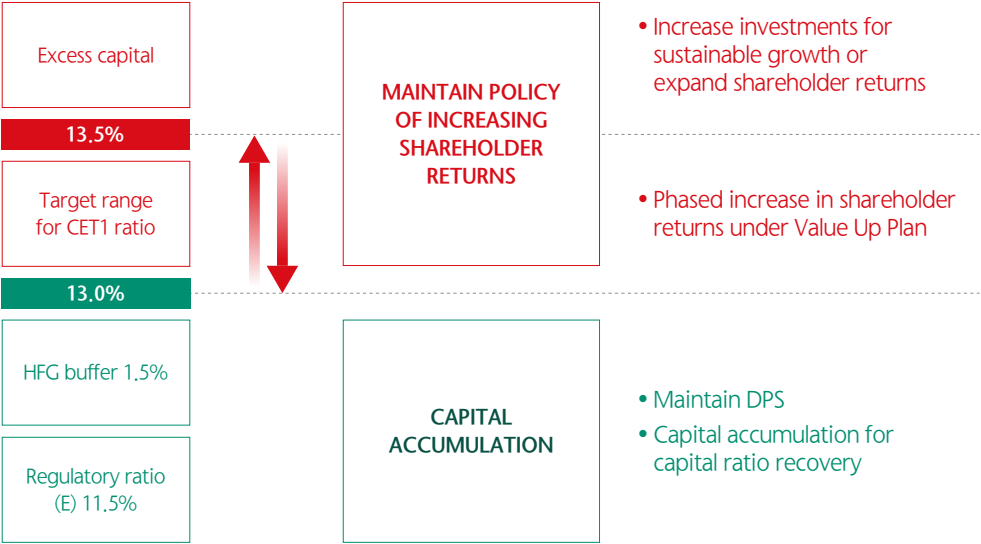 Excess capital
13.5%
Target range
for CET1 ratio
13.0%
HFG buffer 1.5%
Regulatory ratio
(E) 11.5%
MAINTAIN POLICY
OF INCREASING
SHAREHOLDER
RETURNS
CAPITAL
ACCUMULATION
• Increase investments for
sustainable growth or
expand shareholder returns
• Phased increase in shareholder
returns under Value Up Plan
• Maintain DPS
• Capital accumulation for
capital ratio recovery